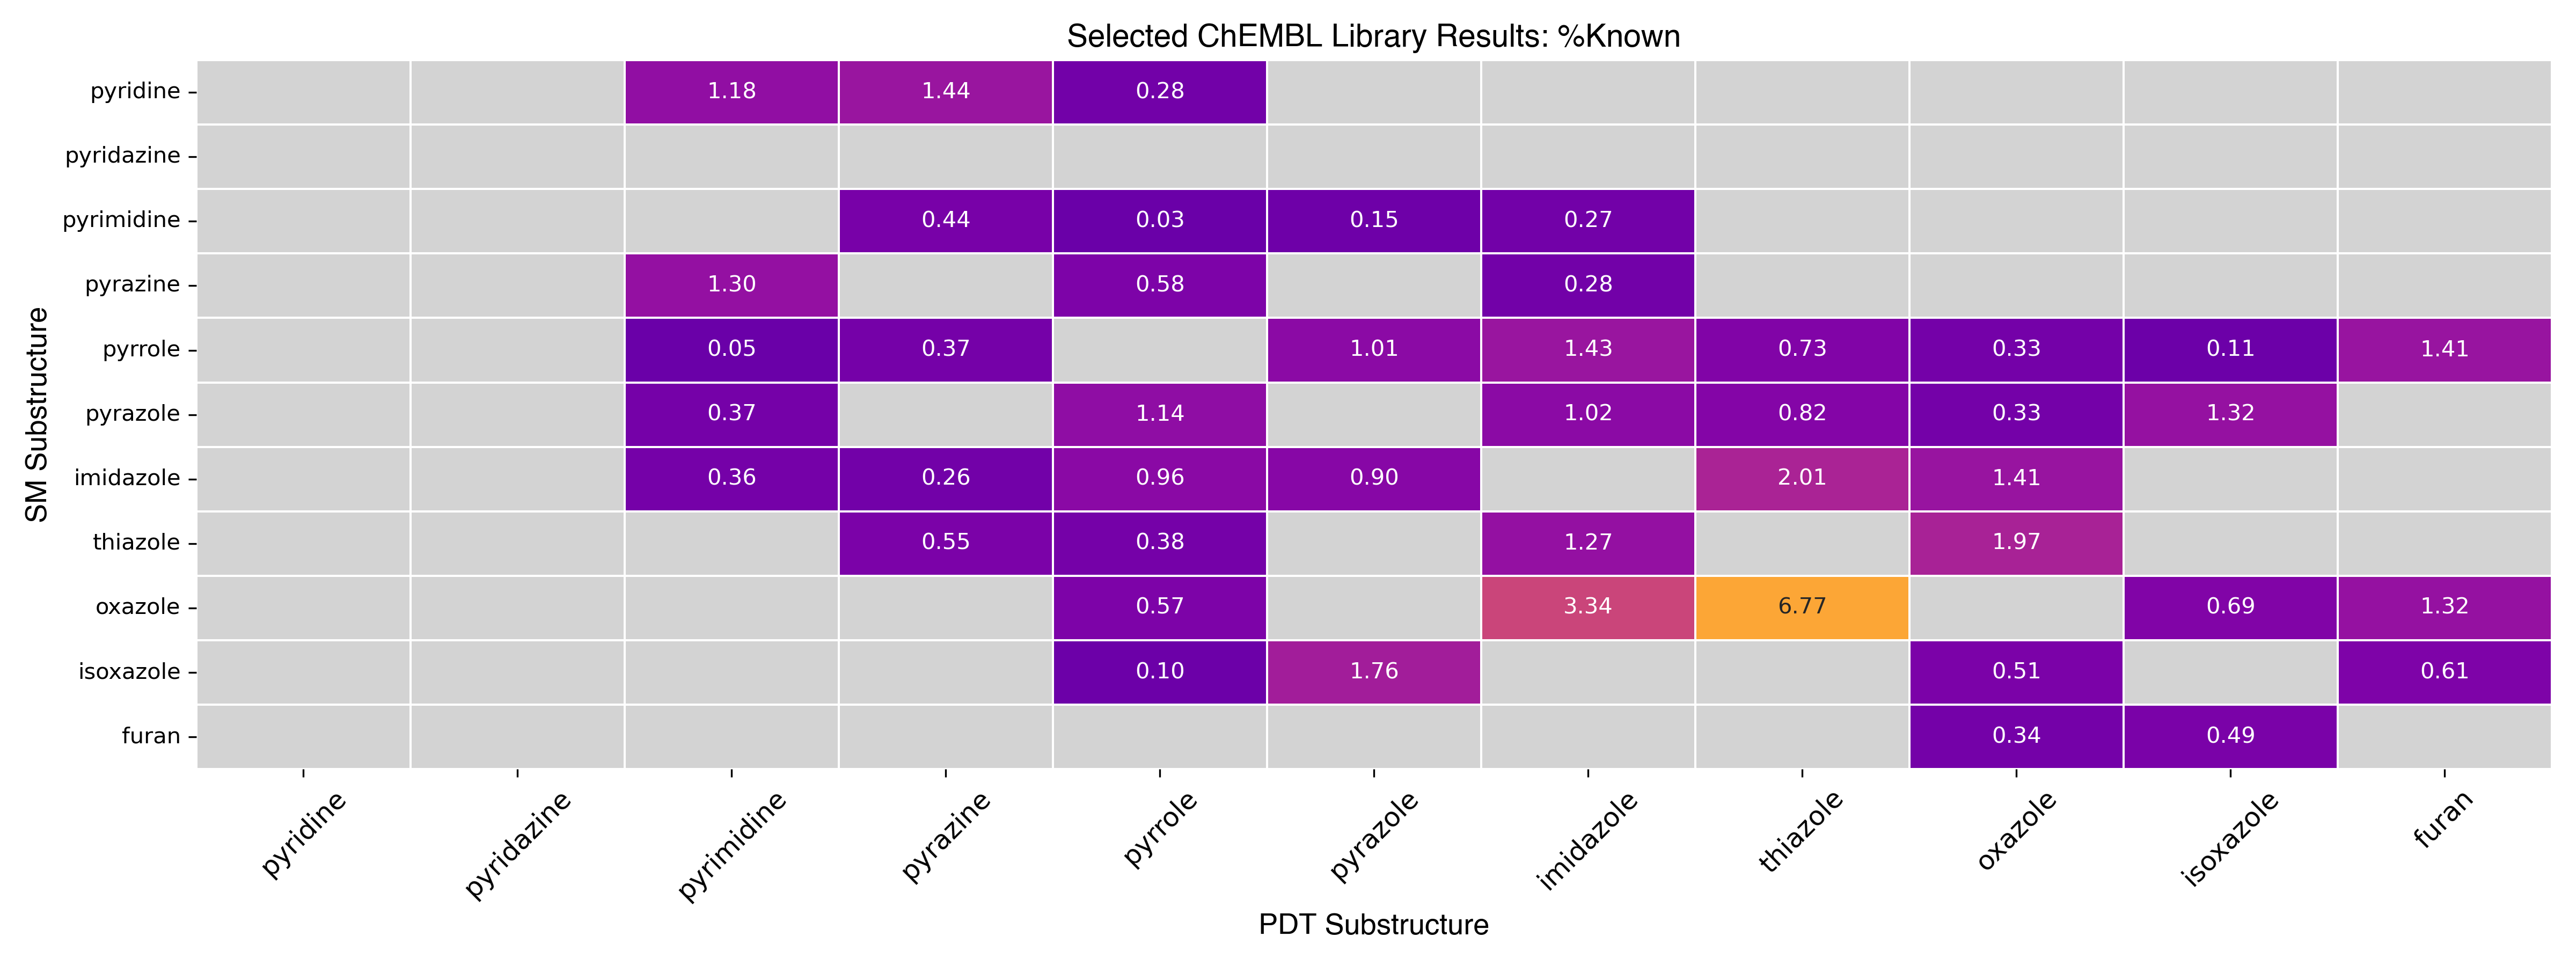 Selected ChEMBL Library Results: %Known
SM Substructure
pyridine 1.18 1.44 0.28
pyridazine
pyrimidine 0.44 0.03 0.15 0.27
pyrazine 1.30 0.58 0.28
pyrrole 0.05 0.37 1.01 1.43 0.73 0.33 0.11 1.41
pyrazole 0.37 1.14 1.02 0.82 0.33 1.32
imidazole 0.36 0.26 0.96 0.90 2.01 1.41
thiazole 0.55 0.38 1.27 1.97
oxazole 0.57 3.34 6.77 0.69 1.32
isoxazole 0.10 1.76 0.51 0.61
furan 0.34 0.49
pyridine pyridazine pyrimidine pyrazine pyrrole pyrazole imidazole thiazole oxazole isoxazole furan
PDT Substructure